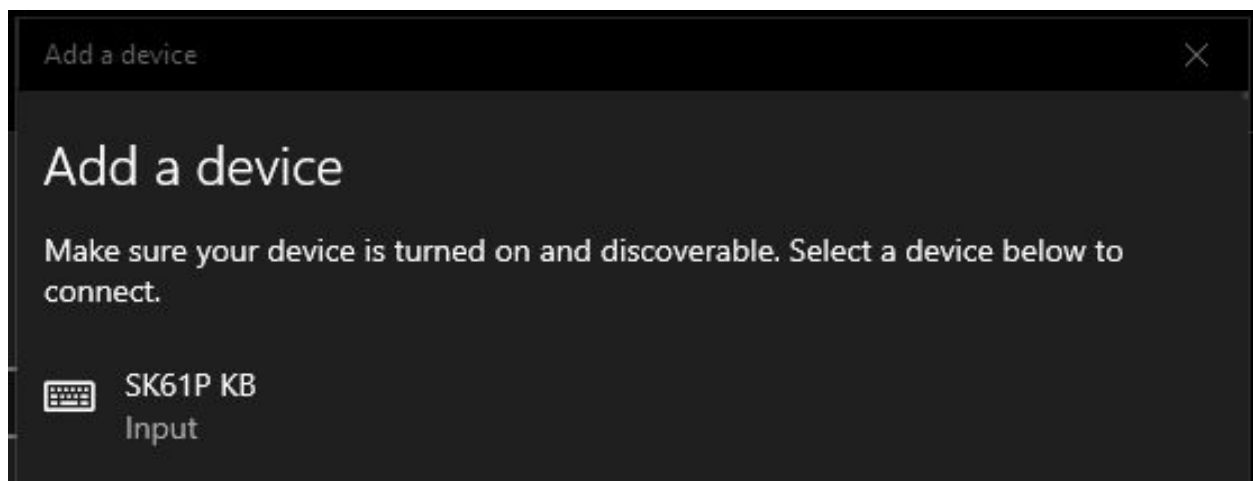 Add a device
Add a device
Make sure your device is turned on and discoverable. Select a device below to
connect.
SK61P KB
Input